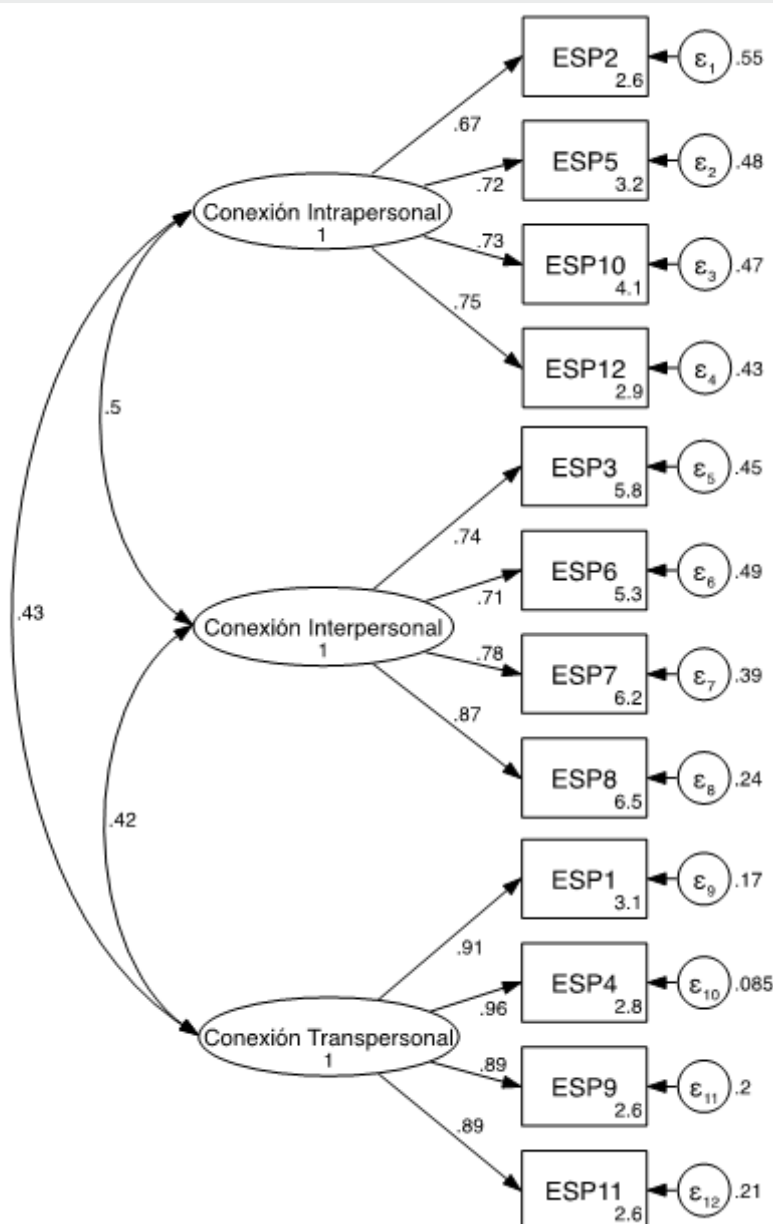 ESP2
2.6
ε1
.55
.67
ESP5
3.2
ε2
.48
.72
Conexión Intrapersonal
1
.73
ESP10
4.1
ε3
.47
.75
ESP12
2.9
ε4
.43
.5
ESP3
5.8
ε5
.45
.74
ESP6
5.3
ε6
.49
.71
.43
Conexión Interpersonal
1
.78
ESP7
6.2
ε7
.39
.87
ESP8
6.5
ε8
.24
.42
ESP1
3.1
ε9
.17
.91
ESP4
2.8
ε10
.085
.96
Conexión Transpersonal
1
.89
ESP9
2.6
ε11
.2
.89
ESP11
2.6
ε12
.21